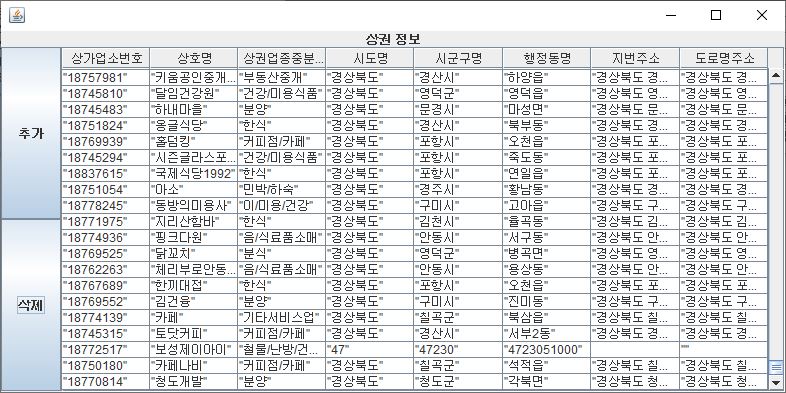 상권 정보
추가
삭제
상가업소번호 상호명 상권업종중분... 시도명 시군구명 행정동명 지번주소 도로명주소
"18757981" "키움공인중개... "부동산중개" "경상북도" "경산시" "하양읍" "경상북도 경... "경상북도 경...
"18745810" "달임건강원" "건강/미용식품" "경상북도" "영덕군" "영덕읍" "경상북도 영... "경상북도 영...
"18745483" "하내마을" "분양" "경상북도" "문경시" "마성면" "경상북도 문... "경상북도 문...
"18751824" "옹글식당" "한식" "경상북도" "경산시" "북부동" "경상북도 경... "경상북도 경...
"18769939" "홀덤킹" "커피점/카페" "경상북도" "포항시" "오천읍" "경상북도 포... "경상북도 포...
"18745294" "시즌글라스포... "건강/미용식품" "경상북도" "포항시" "죽도동" "경상북도 포... "경상북도 포...
"18837615" "국제식당1992" "한식" "경상북도" "포항시" "연일읍" "경상북도 포... "경상북도 포...
"18751054" "아소" "민박/하숙" "경상북도" "경주시" "황남동" "경상북도 경... "경상북도 경...
"18778245" "동방익미용사" "이/미용/건강" "경상북도" "구미시" "고아읍" "경상북도 구... "경상북도 구...
"18771975" "지리산함바" "한식" "경상북도" "김천시" "율곡동" "경상북도 김... "경상북도 김...
"18774936" "핑크다원" "음/식료품소매" "경상북도" "안동시" "서구동" "경상북도 안... "경상북도 안...
"18769525" "닭꼬치" "분식" "경상북도" "영덕군" "병곡면" "경상북도 영... "경상북도 영...
"18762263" "체리부로안동... "음/식료품소매" "경상북도" "안동시" "용상동" "경상북도 안... "경상북도 안...
"18767689" "한끼대접" "한식" "경상북도" "포항시" "오천읍" "경상북도 포... "경상북도 포...
"18769552" "김건융" "분양" "경상북도" "구미시" "진미동" "경상북도 구... "경상북도 구...
"18774139" "카페" "기타서비스업" "경상북도" "칠곡군" "북삼읍" "경상북도 칠... "경상북도 칠...
"18745315" "토닷커피" "커피점/카페" "경상북도" "경산시" "서부2동" "경상북도 경... "경상북도 경...
"18772517" "보성제이아이" "철물/난방/건... "47" "47230" "4723051000" ""
"18750180" "카페나비" "커피점/카페" "경상북도" "칠곡군" "석적읍" "경상북도 칠... "경상북도 칠...
"18770814" "청도개발" "분양" "경상북도" "청도군" "각북면" "경상북도 청... "경상북도 청...